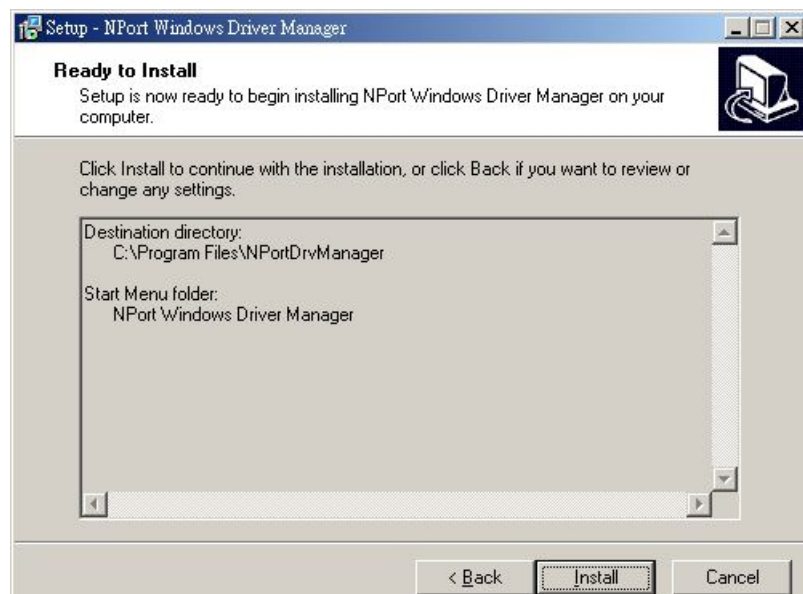 Setup - NPort Windows Driver Manager
Ready to Install
Setup is now ready to begin installing NPort Windows Driver Manager on your
computer.
Click Install to continue with the installation, or click Back if you want to review or
change any settings.
Destination directory:
C:\Program Files\NPortDrvManager
Start Menu folder:
NPort Windows Driver Manager
< Back
Install
Cancel